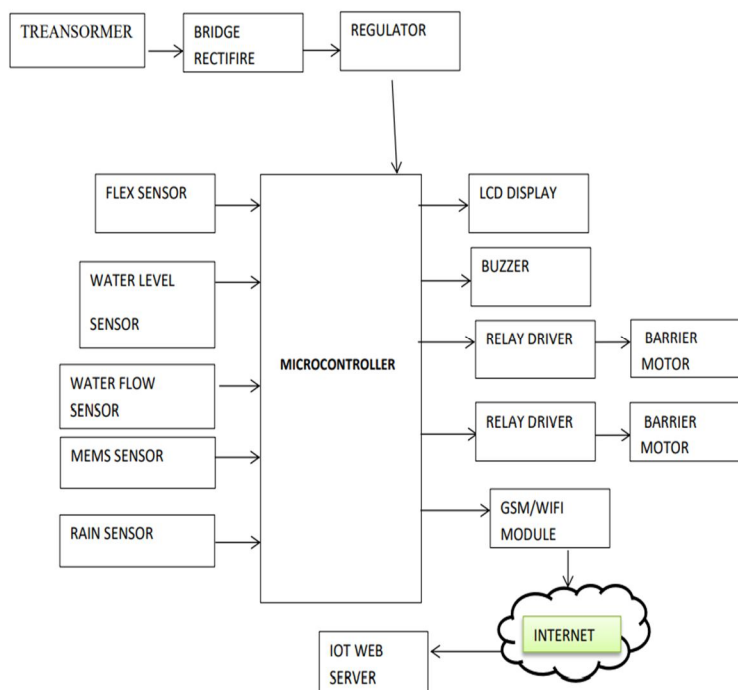 TREANSORMER
BRIDGE
RECTIFIRE
REGULATOR
FLEX SENSOR
WATER LEVEL
SENSOR
WATER FLOW
SENSOR
MEMS SENSOR
RAIN SENSOR
MICROCONTROLLER
LCD DISPLAY
BUZZER
RELAY DRIVER
BARRIER
MOTOR
RELAY DRIVER
BARRIER
MOTOR
GSM/WIFI
MODULE
INTERNET
IOT WEB
SERVER